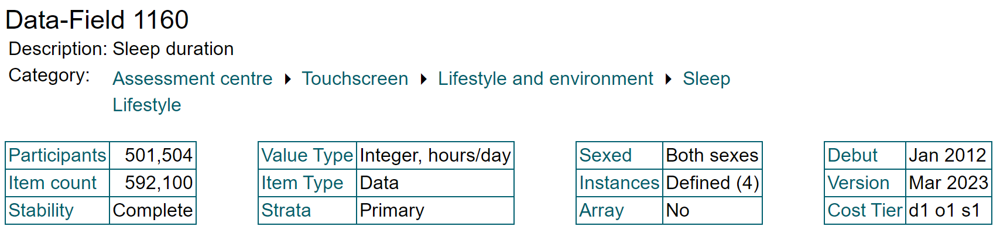 Data-Field 1160
Description: Sleep duration
Category: Assessment centre ▸ Touchscreen ▸ Lifestyle and environment ▸ Sleep
Lifestyle
Participants 501,504 Value Type Integer, hours/day Sexed Both sexes Debut Jan 2012
Item count 592,100 Item Type Data Instances Defined (4) Version Mar 2023
Stability Complete Strata Primary Array No Cost Tier d1 o1 s1